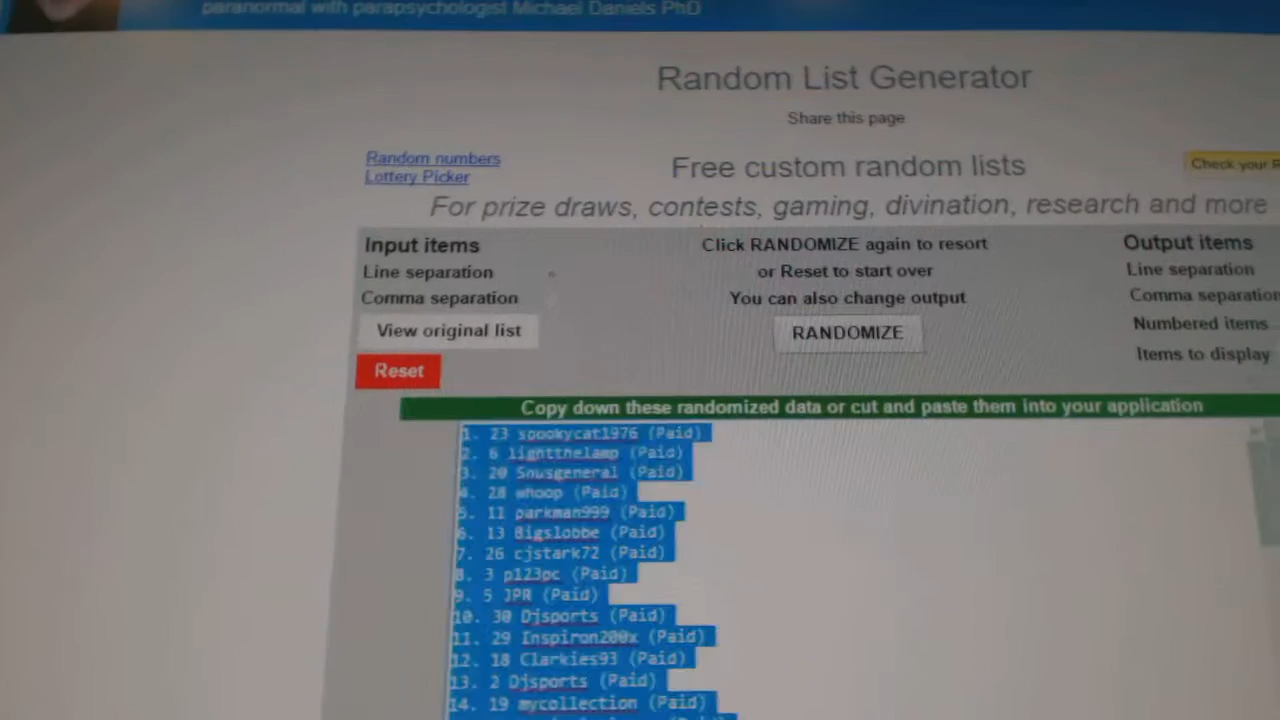 paranormal with parapsychologist Michael Daniels PhD
Random List Generator
Share this page
Random numbers
Lottery Picker
Free custom random lists
Check your
For prize draws, contests, gaming, divination, research and more
Input items
Line separation
Comma separation
View original list
Reset
Click RANDOMIZE again to resort
or Reset to start over
You can also change output
RANDOMIZE
Output items
Line separation
Comma separation
Numbered items
Items to display
Copy down these randomized data or cut and paste them into your application
1. 23 spookycat1976 (Paid)
2. 6 lightthelamp (Paid)
3. 20 Snusgeneral (Paid)
4. 28 whoop (Paid)
5. 11 parkman999 (Paid)
6. 13 Bigslobbe (Paid)
7. 26 cjstark72 (Paid)
8. 3 p123pc (Paid)
9. 5 JPR (Paid)
10. 30 Djsports (Paid)
11. 29 Inspiron200x (Paid)
12. 18 Clarkies93 (Paid)
13. 2 Djsports (Paid)
14. 19 mycollection (Paid)